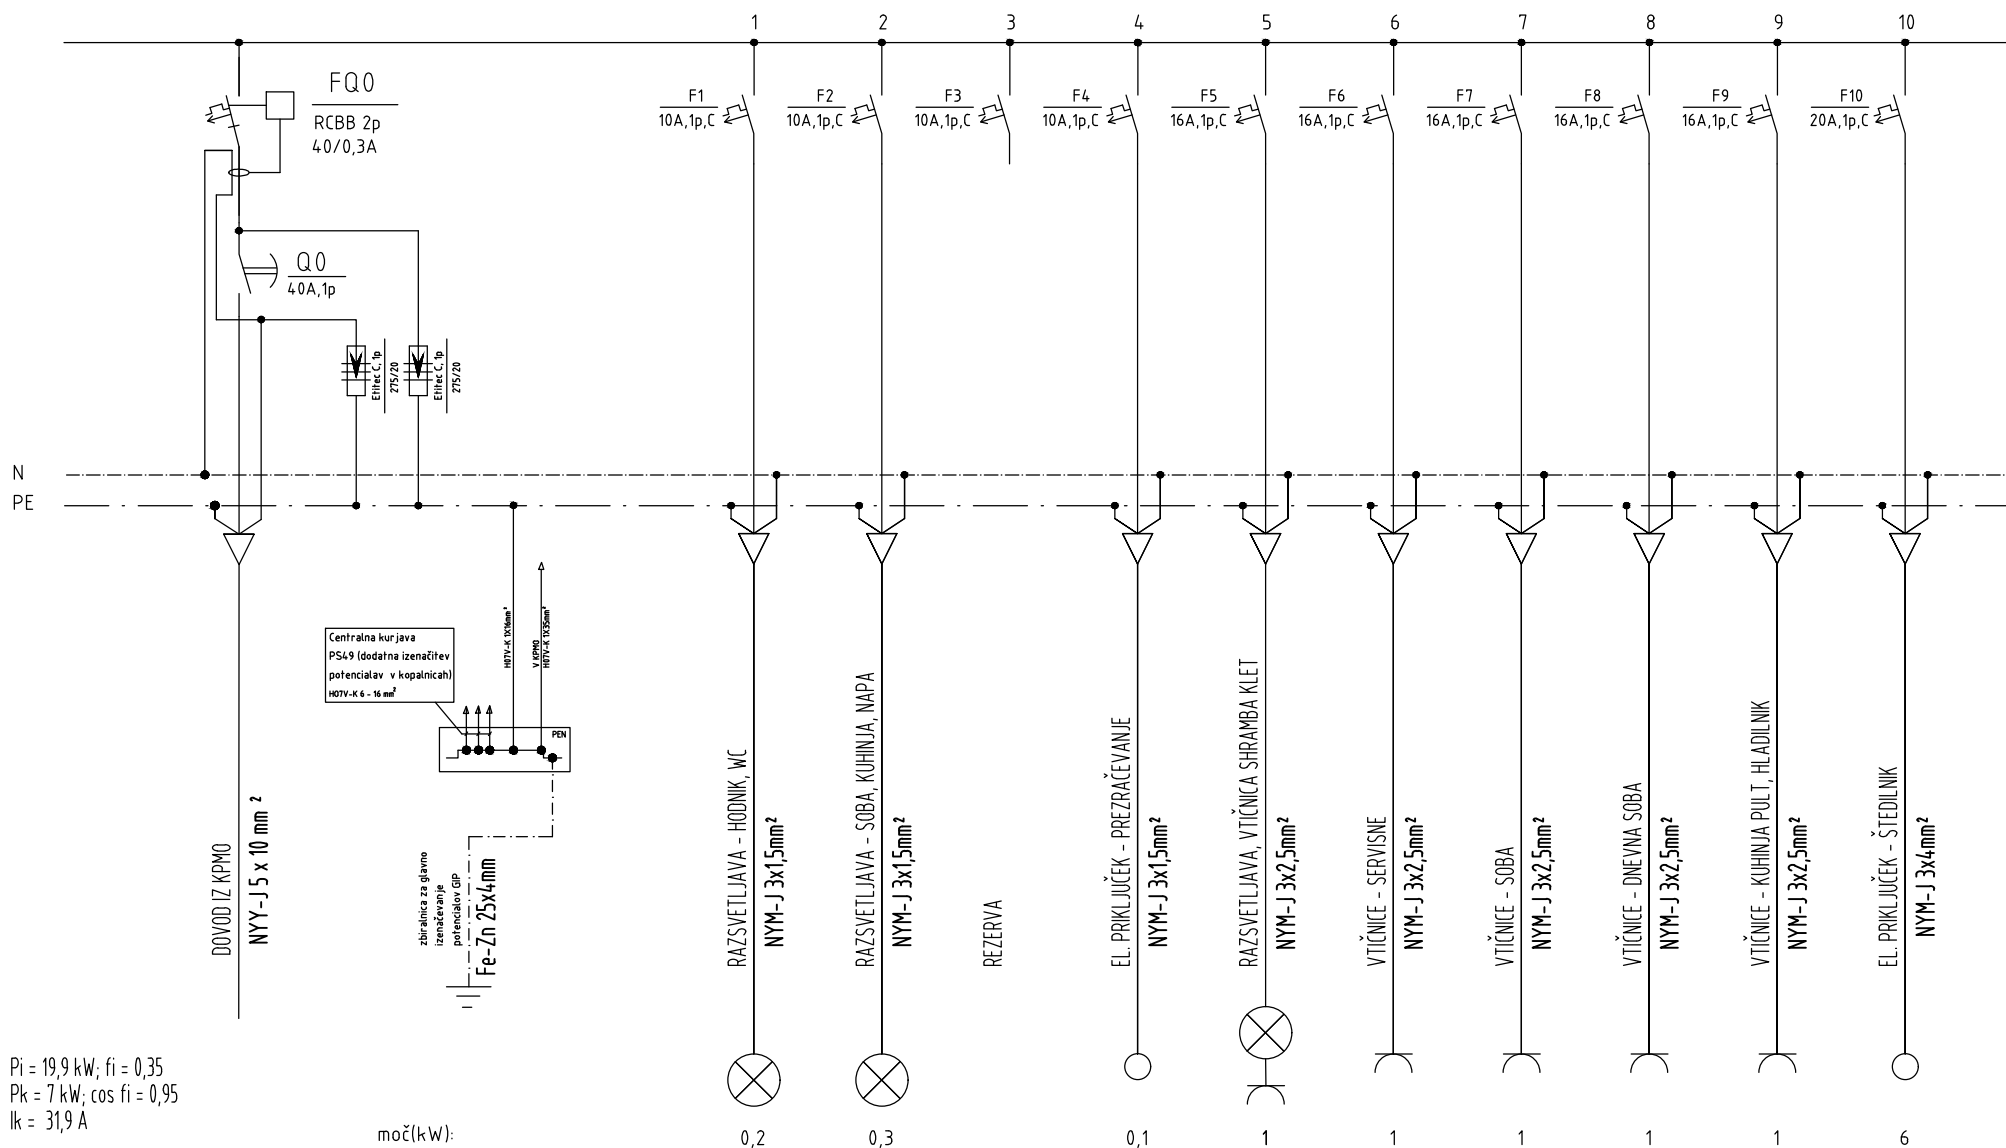 1 2 3 4 5 6 7 8 9 10
FQ0
RCBB 2p
40/0,3A
F1
10A,1p,C
F2
10A,1p,C
F3
10A,1p,C
F4
10A,1p,C
F5
16A,1p,C
F6
16A,1p,C
F7
16A,1p,C
F8
16A,1p,C
F9
16A,1p,C
F10
20A,1p,C
Q0
40A,1p
Etitec C, 1p
275/20
Etitec C, 1p
275/20
N
PE
H07V-K 1X16mm²
V KPMO
H07V-K 1X35mm²
Centralna kurjava
PS49 (dodatna izenačitev
potencialav v kopalnicah)
H07V-K 6 - 16 mm²
PEN
DOVOD IZ KPMO
NYY-J 5 x 10 mm ²
zbiralnica za glavno
izenačevanje
potencialov GIP
Fe-Zn 25x4mm
RAZSVETLJAVA - HODNIK, WC
NYM-J 3x1,5mm²
RAZSVETLJAVA - SOBA, KUHINJA, NAPA
NYM-J 3x1,5mm²
REZERVA
EL. PRIKLJUČEK - PREZRAČEVANJE
NYM-J 3x1,5mm²
RAZSVETLJAVA, VTIČNICA SHRAMBA KLET
NYM-J 3x2,5mm²
VTIČNICE - SERVISNE
NYM-J 3x2,5mm²
VTIČNICE - SOBA
NYM-J 3x2,5mm²
VTIČNICE - DNEVNA SOBA
NYM-J 3x2,5mm²
VTIČNICE - KUHINJA PULT, HLADILNIK
NYM-J 3x2,5mm²
EL. PRIKLJUČEK - ŠTEDILNIK
NYM-J 3x4mm²
Pi = 19,9 kW; fi = 0,35
Pk = 7 kW; cos fi = 0,95
Ik = 31,9 A
moč(kW): 0,2 0,3 0,1 1 1 1 1 1 6